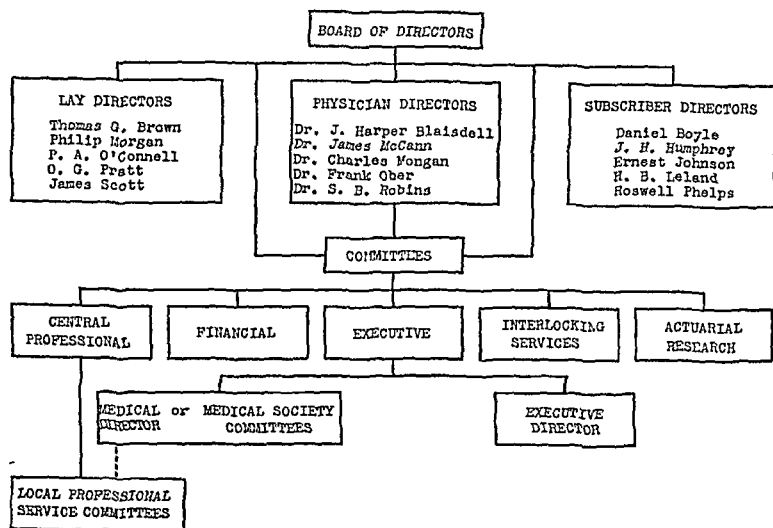 BOARD OF DIRECTORS
LAY DIRECTORS
Thomas G. Brown
Philip Morgan
P. A. O'Connell
O. G. Pratt
James Scott
PHYSICIAN DIRECTORS
Dr. J. Harper Blaisdell
Dr. James McCann
Dr. Charles Mongan
Dr. Frank Ober
Dr. S. B. Robins
SUBSCRIBER DIRECTORS
Daniel Boyle
J. H. Humphrey
Ernest Johnson
H. B. Leland
Roswell Phelps
COMMITTEES
CENTRAL
PROFESSIONAL
FINANCIAL
EXECUTIVE
INTERLOCKING
SERVICES
ACTUARIAL
RESEARCH
MEDICAL or MEDICAL SOCIETY
DIRECTOR COMMITTEES
EXECUTIVE
DIRECTOR
LOCAL PROFESSIONAL
SERVICE COMMITTEES